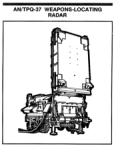 AN/TPQ-37 WEAPONS-LOCATING
RADAR